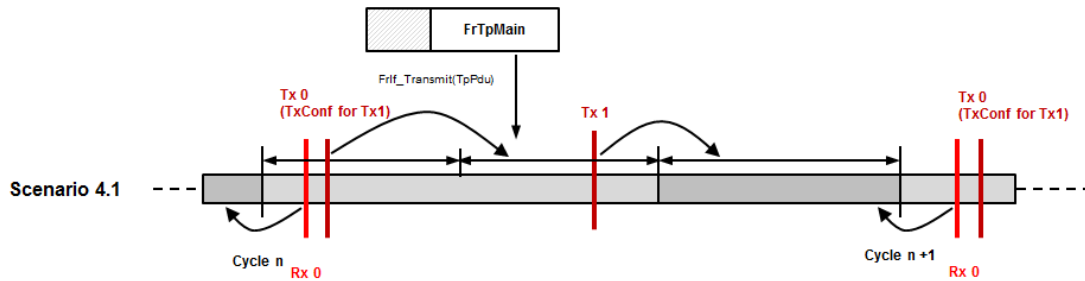 FrTpMain
FrIf_Transmit(TpPdu)
Tx 0
(TxConf for Tx1)
Tx 1
Tx 0
(TxConf for Tx1)
Scenario 4.1
Cycle n
Rx 0
Cycle n +1
Rx 0